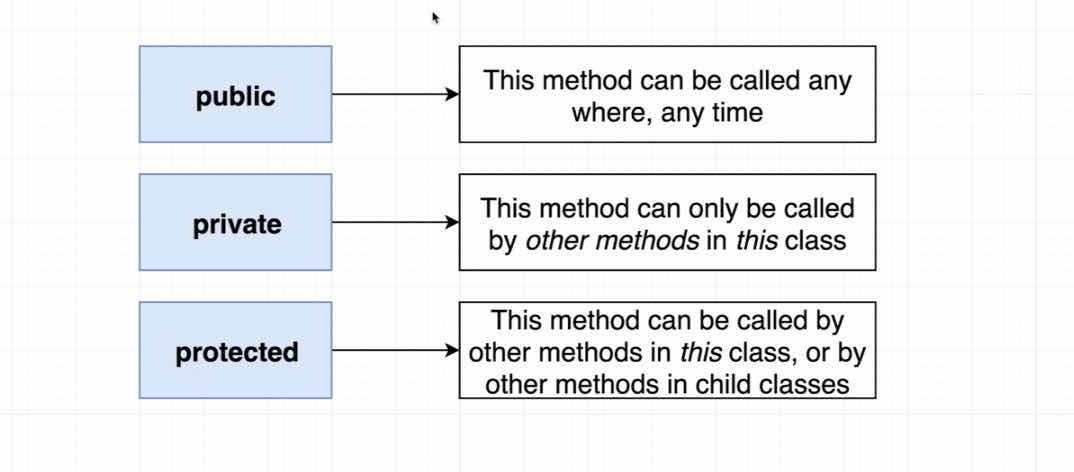 public
This method can be called any
where, any time
private
This method can only be called
by other methods in this class
protected
This method can be called by
other methods in this class, or by
other methods in child classes